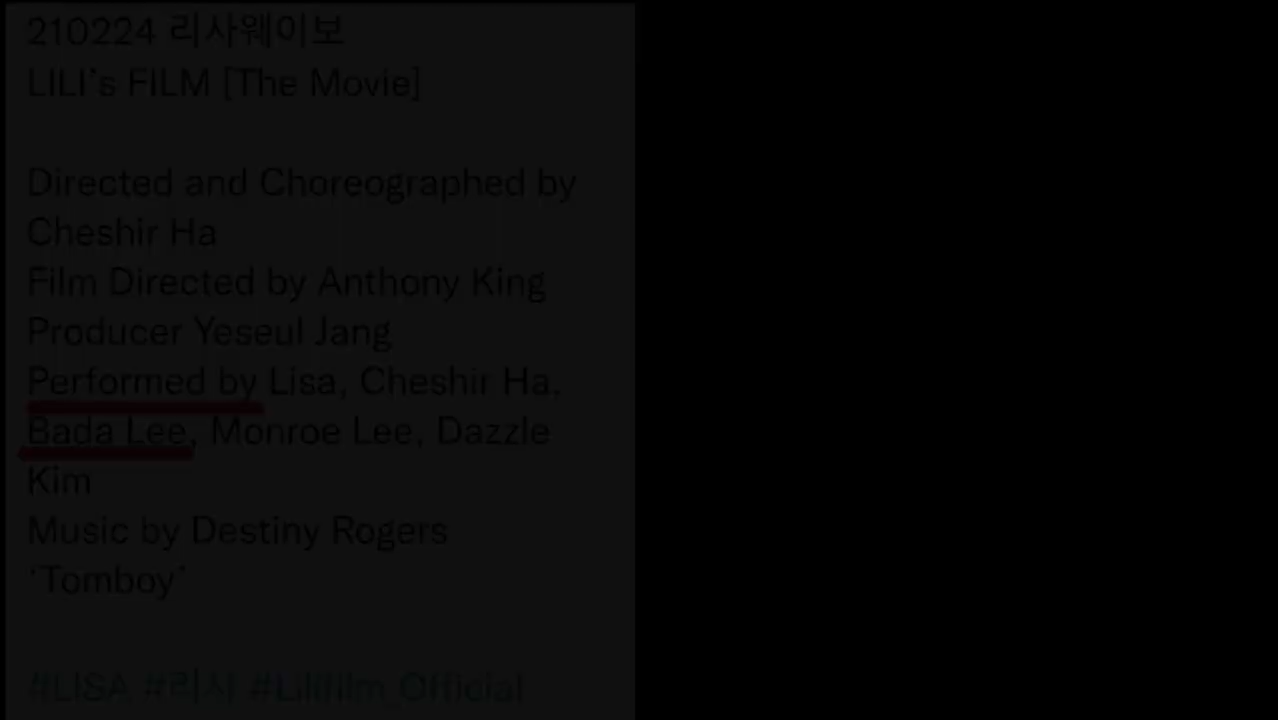 210224 리사웨이보
LILI's FILM [The Movie]
Directed and Choreographed by
Cheshir Ha
Film Directed by Anthony King
Producer Yeseul Jang
Performed by Lisa, Cheshir Ha,
Bada Lee, Monroe Lee, Dazzle
Kim
Music by Destiny Rogers
'Tomboy'
#LISA #리사 #Lilifilm_Official